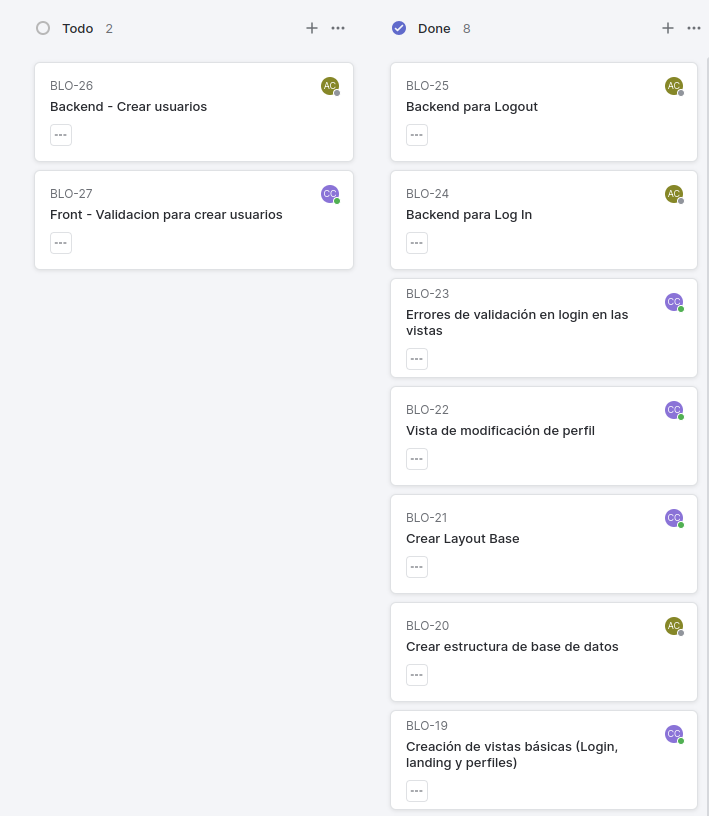 Todo 2
BLO-26
AC
Backend - Crear usuarios
---
BLO-27
CC
Front - Validacion para crear usuarios
---
Done 8
BLO-25
AC
Backend para Logout
---
BLO-24
AC
Backend para Log In
---
BLO-23
CC
Errores de validación en login en las
vistas
---
BLO-22
CC
Vista de modificación de perfil
---
BLO-21
CC
Crear Layout Base
---
BLO-20
AC
Crear estructura de base de datos
---
BLO-19
CC
Creación de vistas básicas (Login,
landing y perfiles)
---